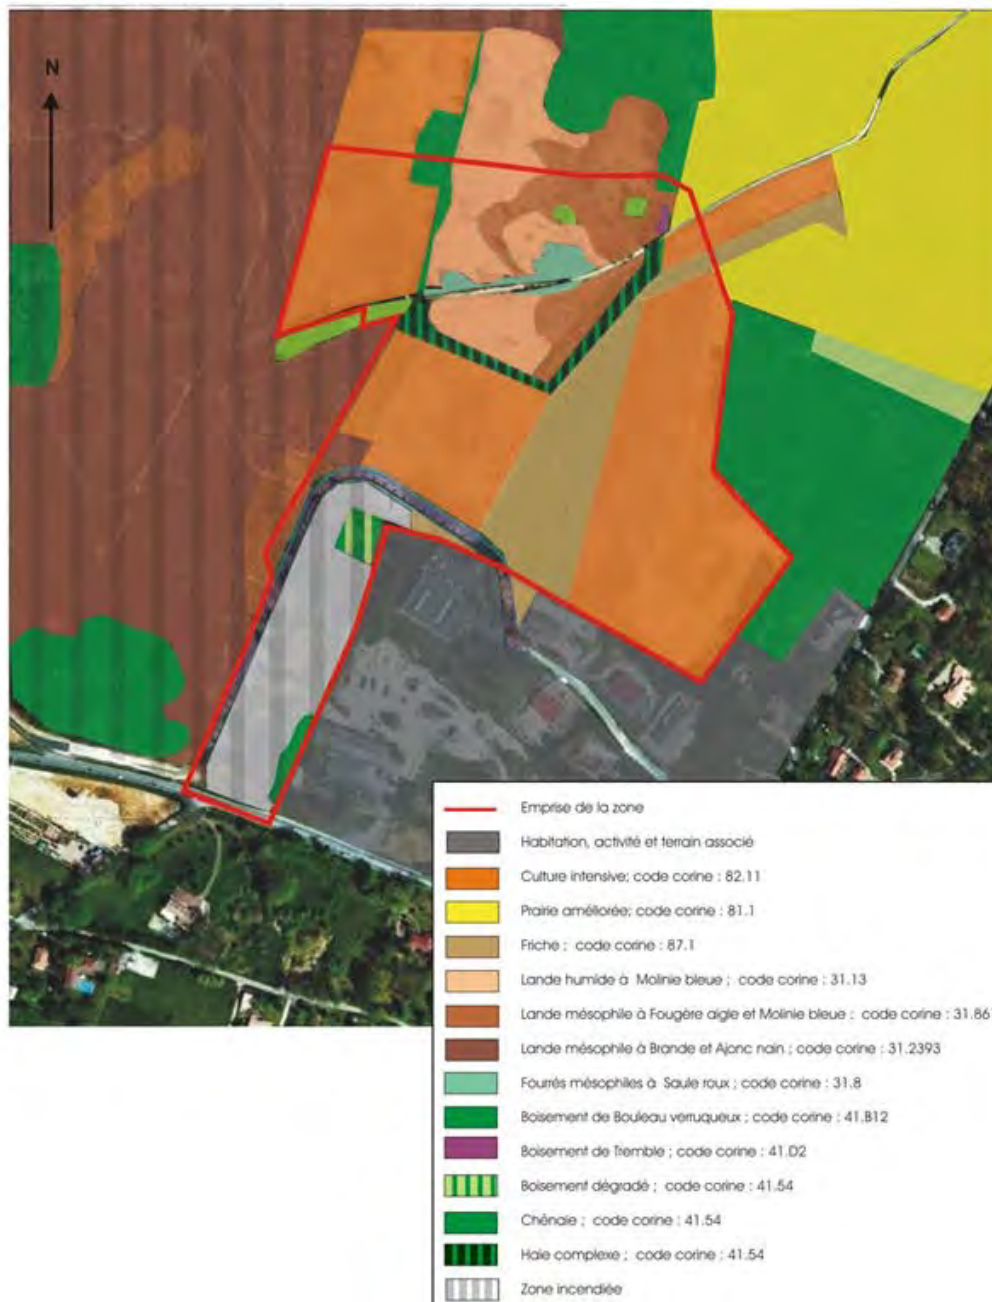 N
Emprise de la zone
Habitation, activité et terrain associé
Culture intensive; code corine : 82.11
Prairie améliorée; code corine : 81.1
Friche ; code corine : 87.1
Lande humide à Molinie bleue ; code corine : 31.13
Lande mésophile à Fougère aigle et Molinie bleue ; code corine : 31.86
Lande mésophile à Brande et Ajonc nain ; code corine : 31.2393
Fourrés mésophiles à Saule roux ; code corine : 31.8
Boisement de Bouleau verruqueux ; code corine : 41.B12
Boisement de Tremble ; code corine : 41.D2
Boisement dégradé ; code corine : 41.54
Chênaie ; code corine : 41.54
Haie complexe ; code corine : 41.54
Zone incendiée